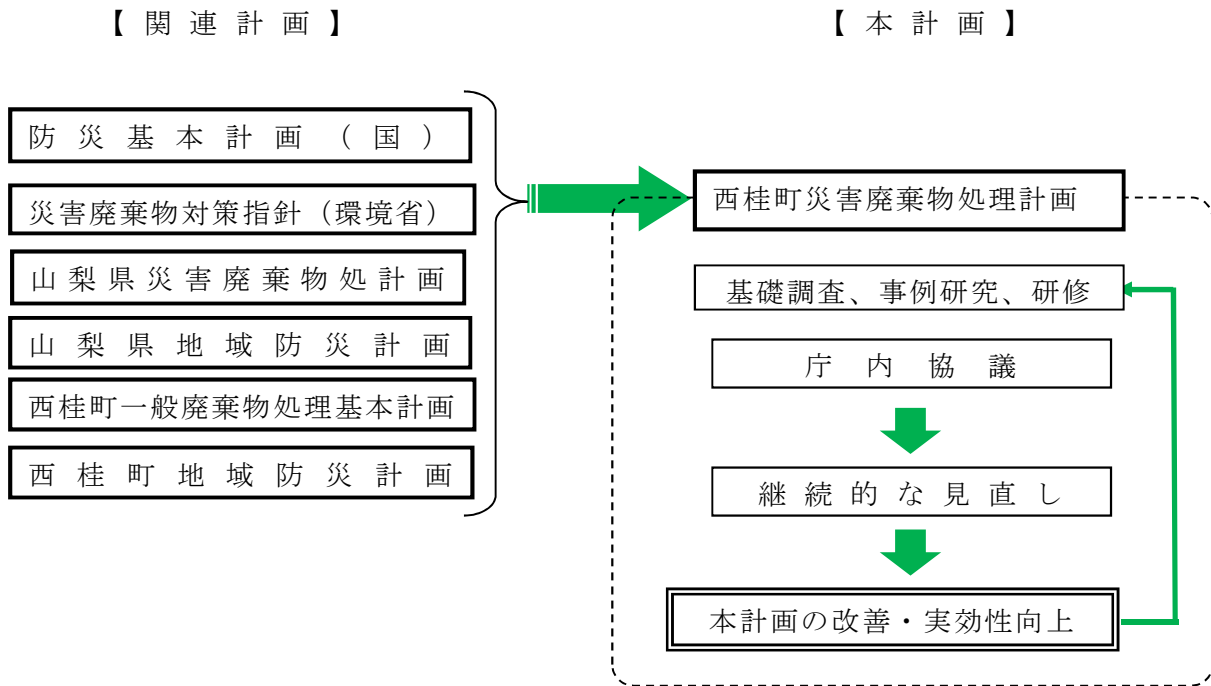 【関連計画】
防災基本計画（国）
災害廃棄物対策指針（環境省）
山梨県災害廃棄物処計画
山梨県地域防災計画
西桂町一般廃棄物処理基本計画
西桂町地域防災計画
【本計画】
西桂町災害廃棄物処理計画
基礎調査、事例研究、研修
庁内協議
継続的な見直し
本計画の改善・実効性向上